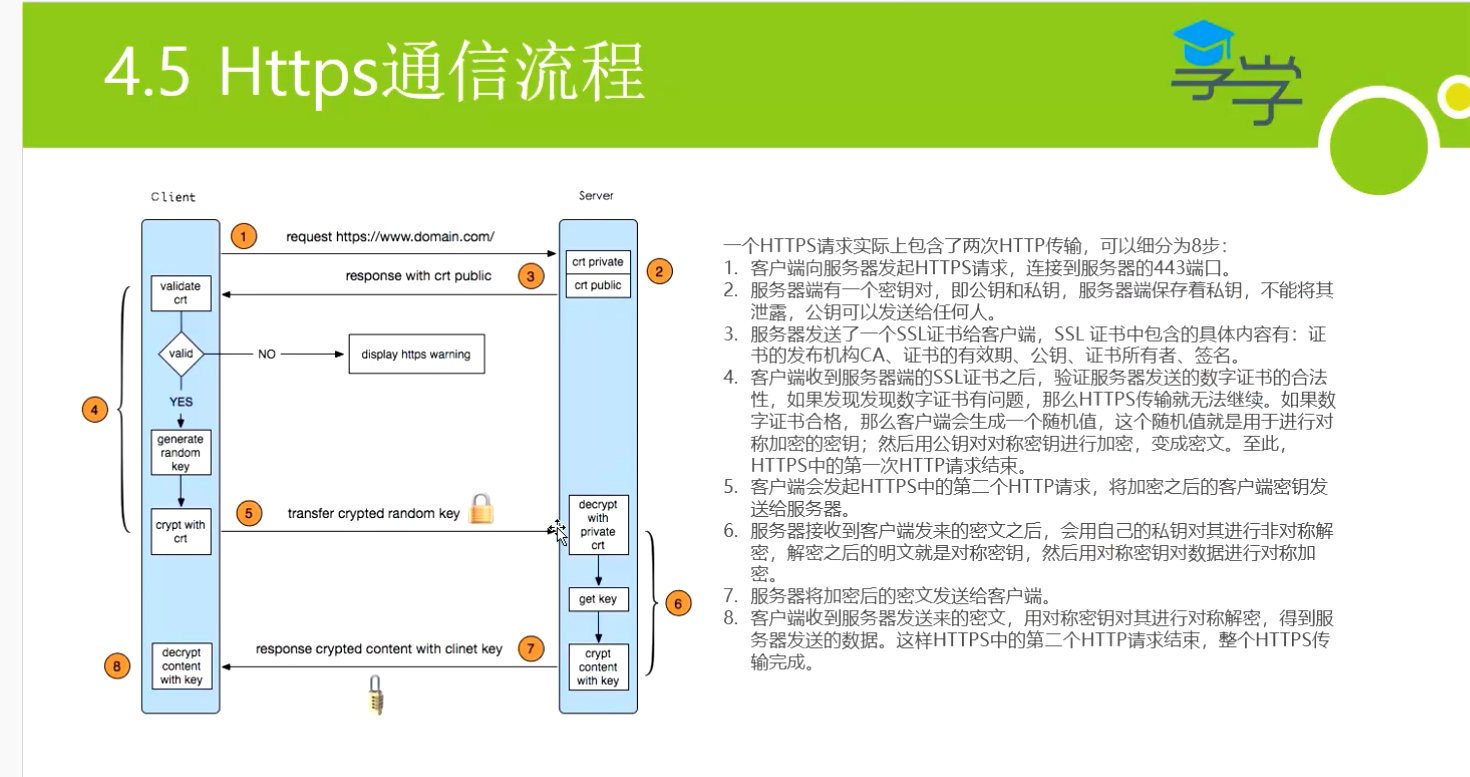 4.5 Https通信流程
学学
Client
Server
1
request https://www.domain.com/
crt private
crt public
2
response with crt public
3
validate
crt
valid
NO
display https warning
YES
4
generate
random
key
crypt with
crt
5
transfer crypted random key
decrypt
with
private
crt
get key
6
crypt
content
with key
response crypted content with clinet key
7
8
decrypt
content
with key
一个HTTPS请求实际上包含了两次HTTP传输，可以细分为8步：
1. 客户端向服务器发起HTTPS请求，连接到服务器的443端口。
2. 服务器端有一个密钥对，即公钥和私钥，服务器端保存着私钥，不能将其
泄露，公钥可以发送给任何人。
3. 服务器发送了一个SSL证书给客户端，SSL 证书中包含的具体内容有：证
书的发布机构CA、证书的有效期、公钥、证书所有者、签名。
4. 客户端收到服务器端的SSL证书之后，验证服务器发送的数字证书的合法
性，如果发现发现数字证书有问题，那么HTTPS传输就无法继续。如果数
字证书合格，那么客户端会生成一个随机值，这个随机值就是用于进行对
称加密的密钥；然后用公钥对对称密钥进行加密，变成密文。至此，
HTTPS中的第一次HTTP请求结束。
5. 客户端会发起HTTPS中的第二个HTTP请求，将加密之后的客户端密钥发
送给服务器。
6. 服务器接收到客户端发来的密文之后，会用自己的私钥对其进行非对称解
密，解密之后的明文就是对称密钥，然后用对称密钥对数据进行对称加
密。
7. 服务器将加密后的密文发送给客户端。
8. 客户端收到服务器发送来的密文，用对称密钥对其进行对称解密，得到服
务器发送的数据。这样HTTPS中的第二个HTTP请求结束，整个HTTPS传
输完成。